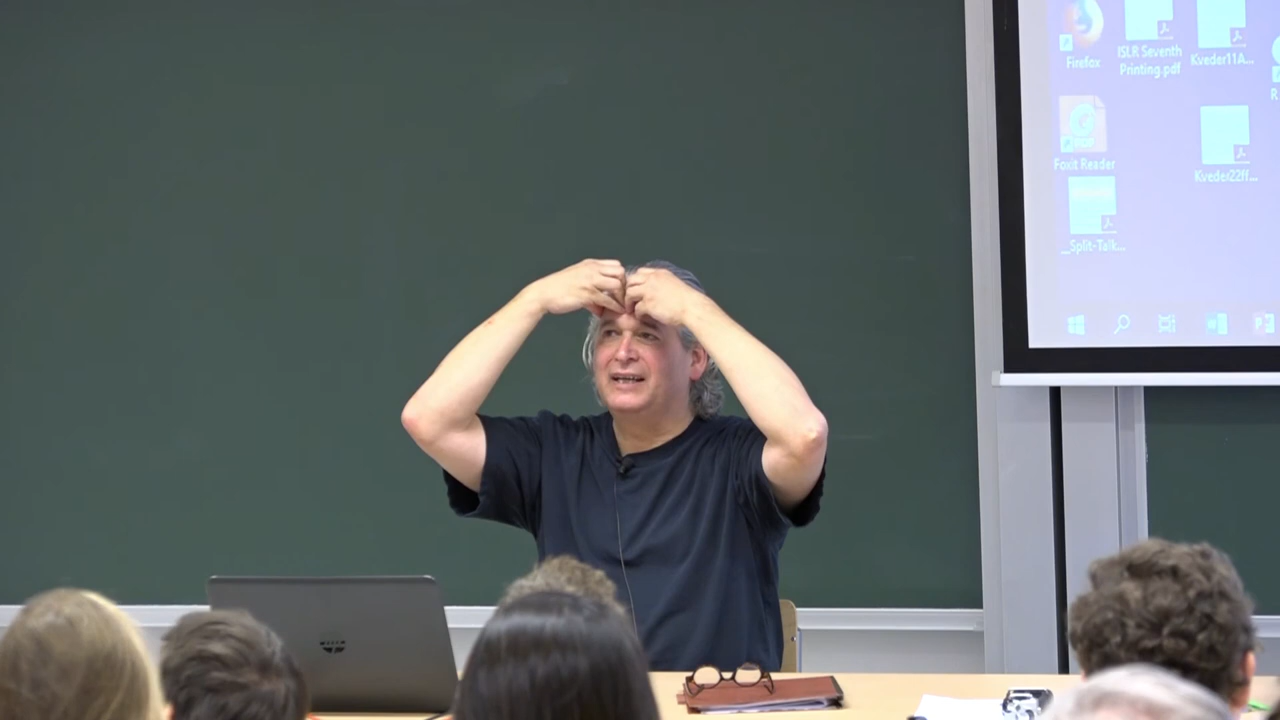 Firefox
ISLR Seventh
Printing.pdf
Kveder11A...
R
Foxit Reader
Kveder22ff...
_Split-Talk...